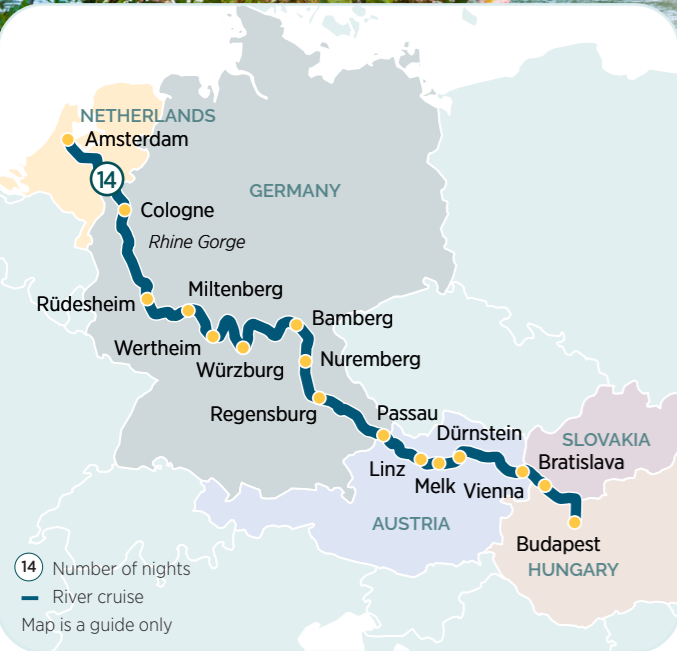 NETHERLANDS
Amsterdam
14
GERMANY
Cologne
Rhine Gorge
Miltenberg
Rüdesheim
Bamberg
Wertheim
Nuremberg
Würzburg
Regensburg
Passau
Dürnstein
SLOVAKIA
Linz
Bratislava
Melk
Vienna
AUSTRIA
Budapest
HUNGARY
14 Number of nights
River cruise
Map is a guide only